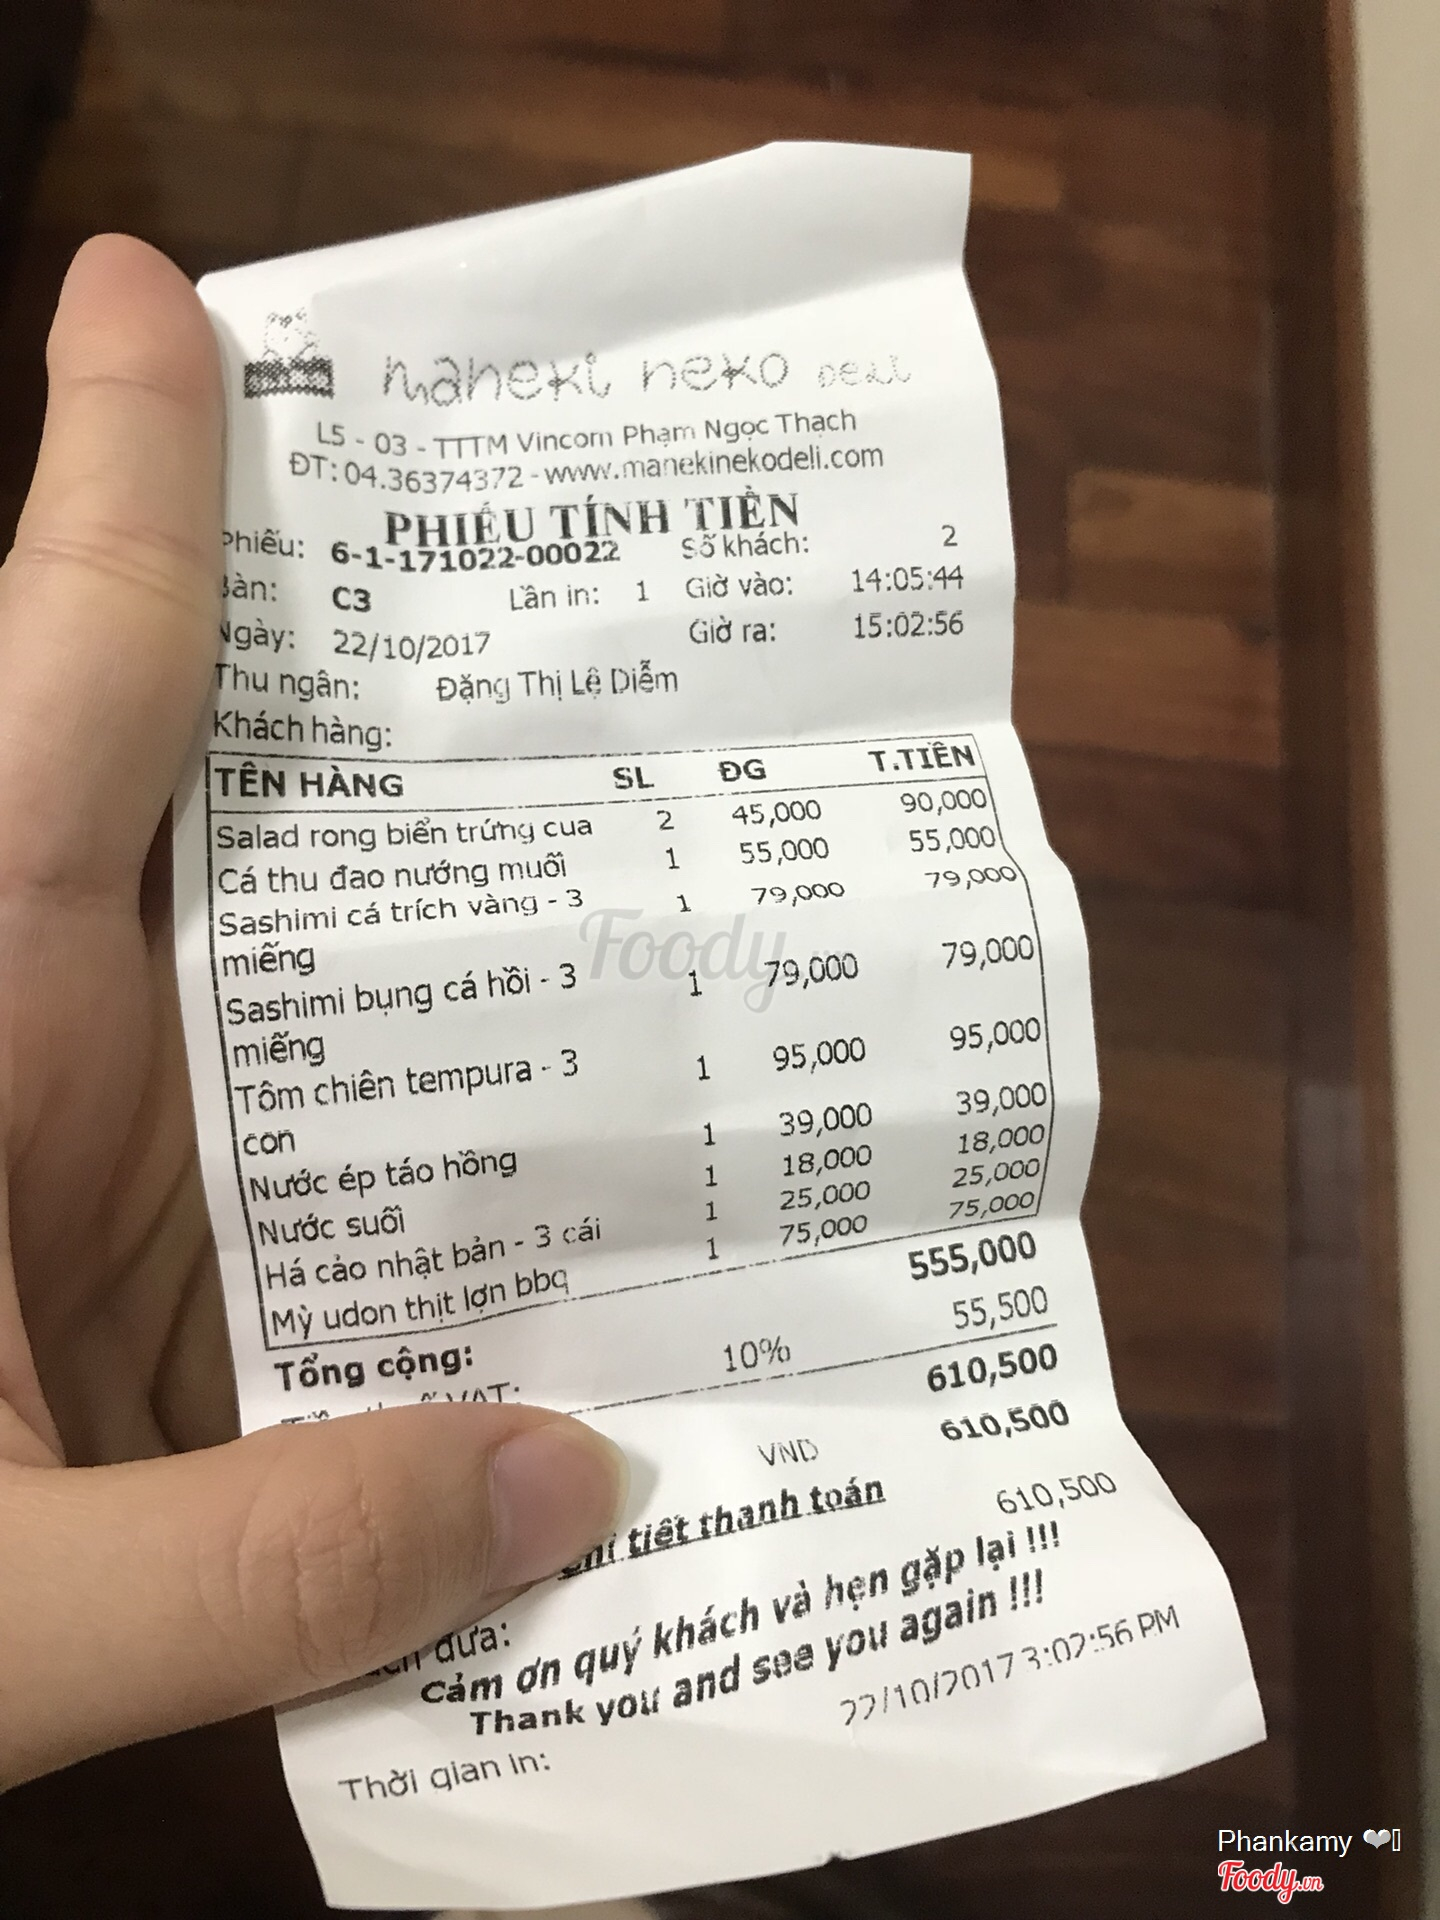 maneki neko deli
L5 - 03 - TTTM Vincom Phạm Ngọc Thạch
ĐT: 04.36374372 - www.manekinekodeli.com
PHIẾU TÍNH TIỀN
Phiếu: 6-1-171022-00022 Số khách: 2
Bàn: C3 Lần in: 1 Giờ vào: 14:05:44
Ngày: 22/10/2017 Giờ ra: 15:02:56
Thu ngân: Đặng Thị Lệ Diễm
Khách hàng:
TÊN HÀNG SL ĐG T.TIỀN
Salad rong biển trứng cua 2 45,000 90,000
Cá thu đao nướng muối 1 55,000 55,000
Sashimi cá trích vàng - 3 1 79,000 79,000
miếng
Sashimi bụng cá hồi - 3 1 79,000 79,000
miếng
Tôm chiên tempura - 3 1 95,000 95,000
con
Nước ép táo hồng 1 39,000 39,000
Nước suối 1 18,000 18,000
Há cảo nhật bản - 3 cái 1 25,000 25,000
Mỳ udon thịt lợn bbq 1 75,000 75,000
Tổng cộng: 555,000
VAT: 10% 55,500
610,500
VND 610,500
tiết thanh toán
đưa: 610,500
Cảm ơn quý khách và hẹn gặp lại !!!
Thank you and see you again !!!
Thời gian in: 22/10/2017 3:02:56 PM
Foody.vn
Phankamy
Foody.vn